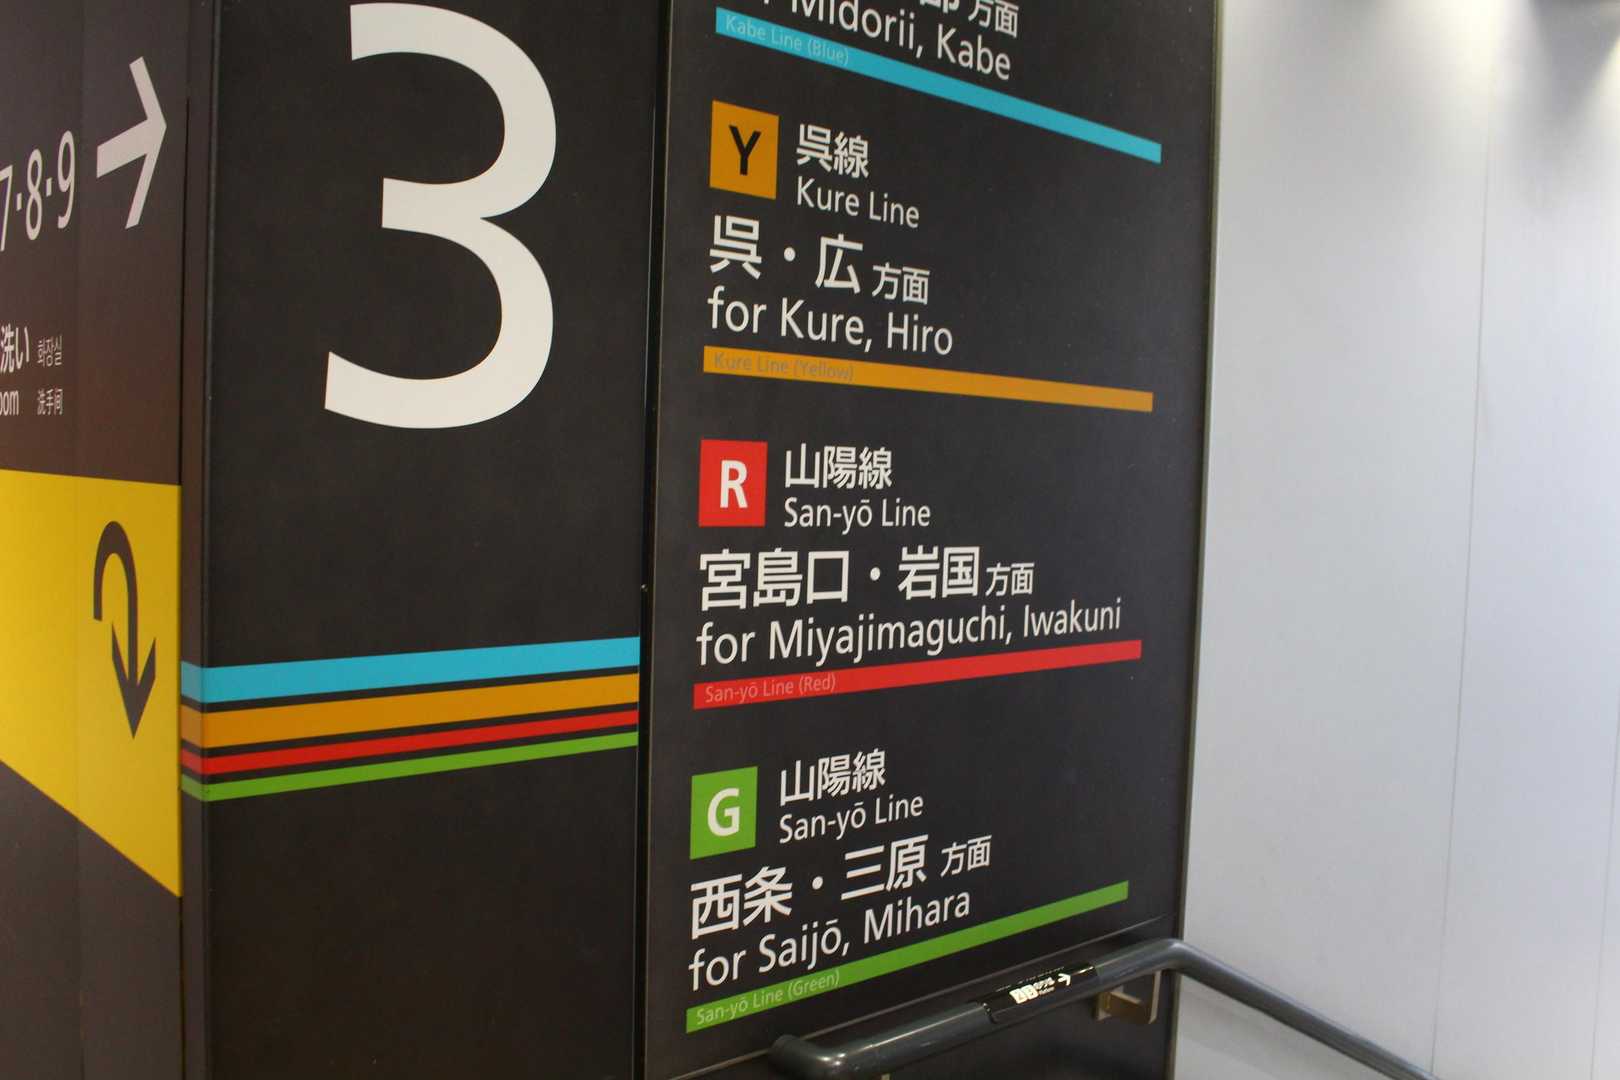 7·8·9
洗い 화장실
洗手间
3
方面
Midorii, Kabe
Kabe Line (Blue)
Y
呉線
Kure Line
呉・広 方面
for Kure, Hiro
Kure Line (Yellow)
R
山陽線
San-yō Line
宮島口・岩国 方面
for Miyajimaguchi, Iwakuni
San-yō Line (Red)
G
山陽線
San-yō Line
西条・三原 方面
for Saijō, Mihara
San-yō Line (Green)